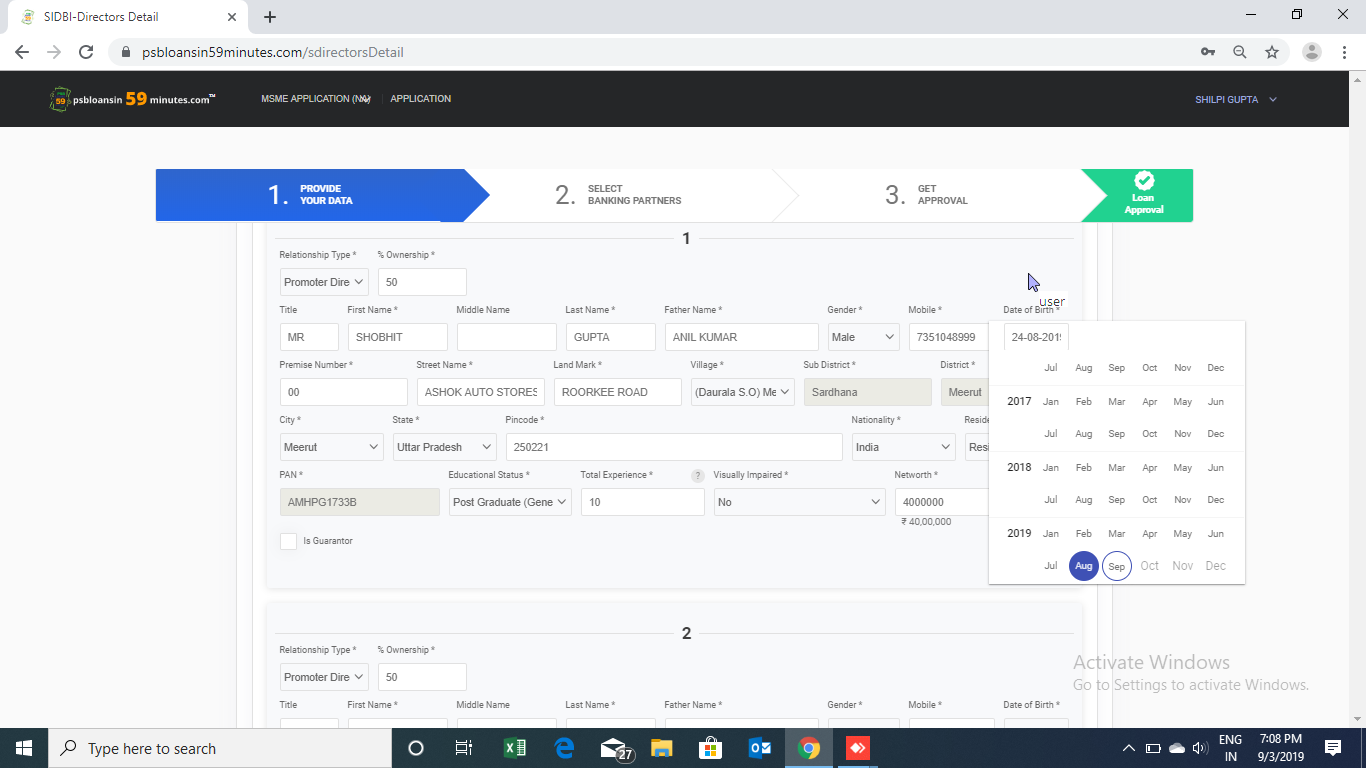 SIDBI-Directors Detail
psbloansin59minutes.com/sdirectorsDetail
psbloansin 59 minutes.com™
MSME APPLICATION
APPLICATION
SHILPI GUPTA
1. PROVIDE YOUR DATA
2. SELECT BANKING PARTNERS
3. GET APPROVAL
Loan Approval
1
Relationship Type * % Ownership *
Promoter Dire 50
user
Title First Name * Middle Name Last Name * Father Name * Gender * Mobile * Date of Birth *
MR SHOBHIT GUPTA ANIL KUMAR Male 7351048999 24-08-201
Premise Number * Street Name * Land Mark * Village * Sub District * District *
00 ASHOK AUTO STORES ROORKEE ROAD (Daurala S.O) Me Sardhana Meerut
City * State * Pincode * Nationality * Reside
Meerut Uttar Pradesh 250221 India Resi
PAN * Educational Status * Total Experience * ? Visually Impaired * Networth *
AMHPG1733B Post Graduate (Gene 10 No 4000000
₹ 40,00,000
Is Guarantor
Jul Aug Sep Oct Nov Dec
2017 Jan Feb Mar Apr May Jun
Jul Aug Sep Oct Nov Dec
2018 Jan Feb Mar Apr May Jun
Jul Aug Sep Oct Nov Dec
2019 Jan Feb Mar Apr May Jun
Jul Aug Sep Oct Nov Dec
2
Relationship Type * % Ownership *
Promoter Dire 50
Title First Name * Middle Name Last Name * Father Name * Gender * Mobile * Date of Birth *
Activate Windows
Go to Settings to activate Windows.
Type here to search
27
ENG
IN
7:08 PM
9/3/2019